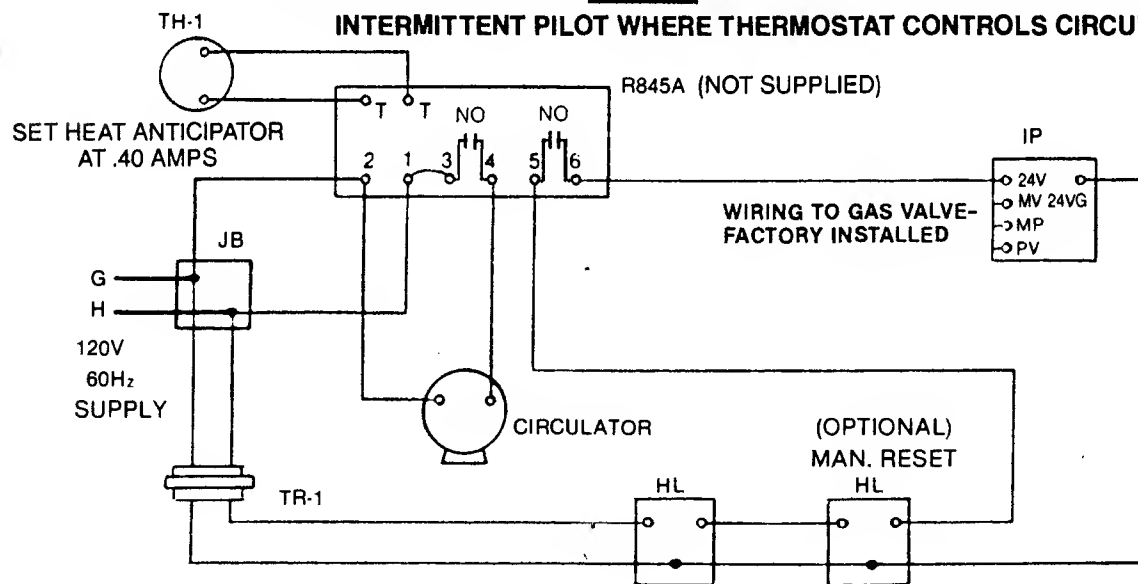 TH-1
INTERMITTENT PILOT WHERE THERMOSTAT CONTROLS CIRCU
R845A (NOT SUPPLIED)
SET HEAT ANTICIPATOR
AT .40 AMPS
T T
NO NO
2 1 3 4 5 6
IP
24V
MV 24VG
MP
PV
WIRING TO GAS VALVE-
FACTORY INSTALLED
JB
G
H
120V
60Hz
SUPPLY
CIRCULATOR
(OPTIONAL)
MAN. RESET
TR-1
HL
HL